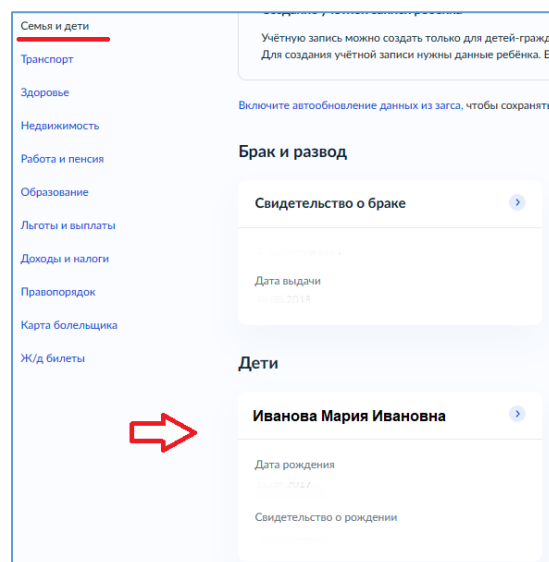 Семья и дети
Транспорт
Здоровье
Недвижимость
Работа и пенсия
Образование
Льготы и выплаты
Доходы и налоги
Правопорядок
Карта болельщика
Ж/д билеты
Учётную запись можно создать только для детей-гражд
Для создания учётной записи нужны данные ребёнка. Е
Включите автообновление данных из загса, чтобы сохранять
Брак и развод
Свидетельство о браке
Дата выдачи
Дети
Иванова Мария Ивановна
Дата рождения
Свидетельство о рождении